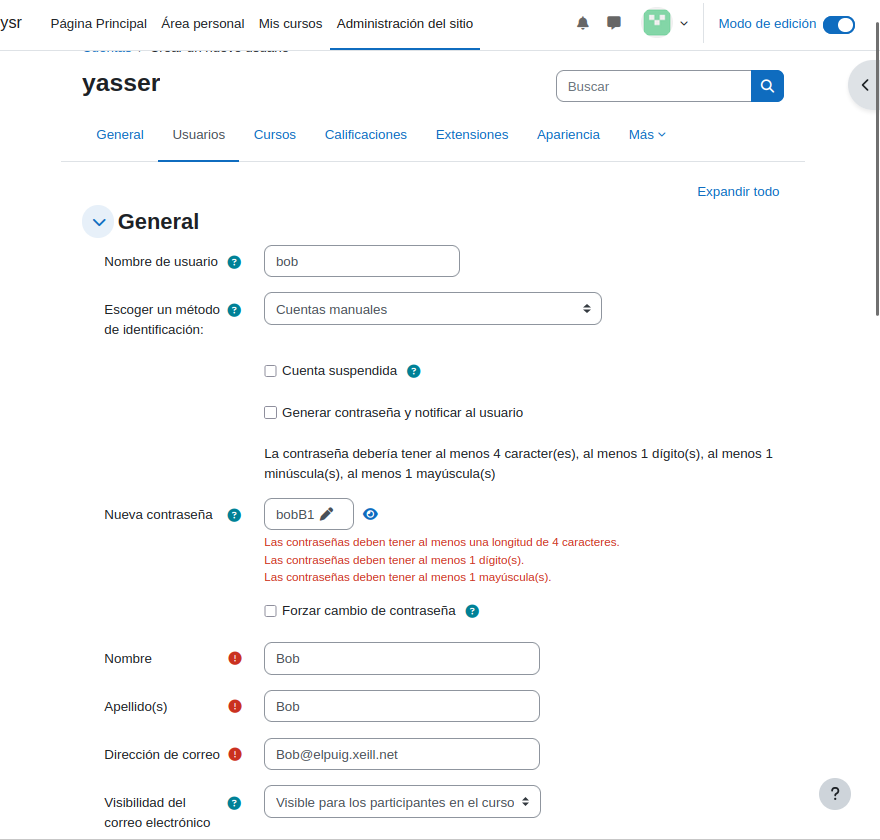 ysr
Página Principal Área personal Mis cursos Administración del sitio
Modo de edición
yasser
Buscar
General Usuarios Cursos Calificaciones Extensiones Apariencia Más
Expandir todo
General
Nombre de usuario ? bob
Escoger un método ? Cuentas manuales
de identificación:
Cuenta suspendida ?
Generar contraseña y notificar al usuario
La contraseña debería tener al menos 4 caracter(es), al menos 1 dígito(s), al menos 1
minúscula(s), al menos 1 mayúscula(s)
Nueva contraseña ? bobB1
Las contraseñas deben tener al menos una longitud de 4 caracteres.
Las contraseñas deben tener al menos 1 dígito(s).
Las contraseñas deben tener al menos 1 mayúscula(s).
Forzar cambio de contraseña ?
Nombre ! Bob
Apellido(s) ! Bob
Dirección de correo ! Bob@elpuig.xeill.net
Visibilidad del ? Visible para los participantes en el curso
correo electrónico
?